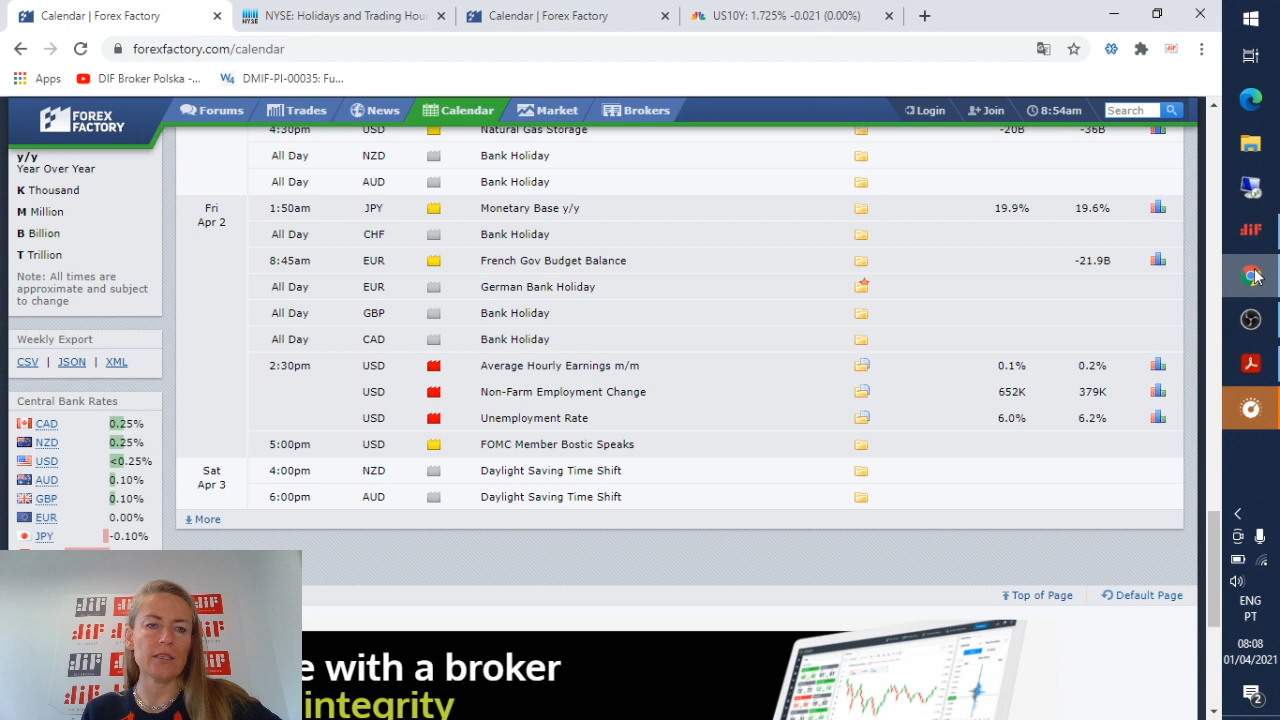 Calendar | Forex Factory
NYSE: Holidays and Trading Hour
Calendar | Forex Factory
US10Y: 1.725% -0.021 (0.00%)
forexfactory.com/calendar
Apps
DIF Broker Polska -...
DMIF-PI-00035: Fu...
FOREX
FACTORY
Forums
Trades
News
Calendar
Market
Brokers
Login
Join
8:54am
Search
y/y
Year Over Year
K Thousand
M Million
B Billion
T Trillion
Note: All times are
approximate and subject
to change
Weekly Export
CSV | JSON | XML
Central Bank Rates
CAD 0.25%
NZD 0.25%
USD <0.25%
AUD 0.10%
GBP 0.10%
EUR 0.00%
JPY -0.10%
4:30pm USD Natural Gas Storage -20B -36B
All Day NZD Bank Holiday
All Day AUD Bank Holiday
Fri
Apr 2
1:50am JPY Monetary Base y/y 19.9% 19.6%
All Day CHF Bank Holiday
8:45am EUR French Gov Budget Balance -21.9B
All Day EUR German Bank Holiday
All Day GBP Bank Holiday
All Day CAD Bank Holiday
2:30pm USD Average Hourly Earnings m/m 0.1% 0.2%
USD Non-Farm Employment Change 652K 379K
USD Unemployment Rate 6.0% 6.2%
5:00pm USD FOMC Member Bostic Speaks
Sat
Apr 3
4:00pm NZD Daylight Saving Time Shift
6:00pm AUD Daylight Saving Time Shift
More
Top of Page
Default Page
e with a broker
integrity
dif
dif
dif
dif
dif
dif
ENG
PT
08:08
01/04/2021
2